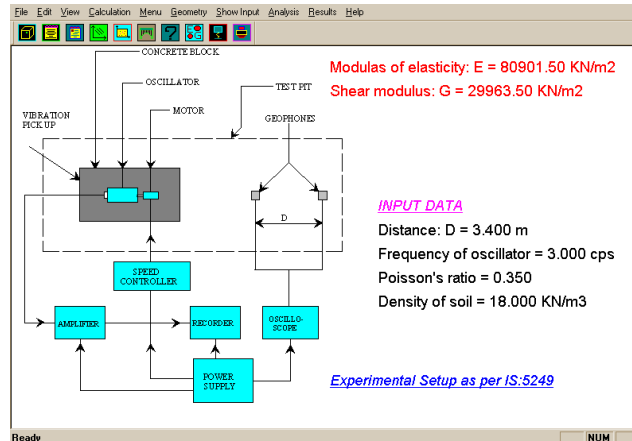 File Edit View Calculation Menu Geometry Show Input Analysis Results Help
CONCRETE BLOCK
OSCILLATOR
MOTOR
TEST PIT
GEOPHONES
VIBRATION
PICK UP
D
SPEED
CONTROLLER
AMPLIFIER
RECORDER
OSCILLO-
SCOPE
POWER
SUPPLY
Modulas of elasticity: E = 80901.50 KN/m2
Shear modulus: G = 29963.50 KN/m2
INPUT DATA
Distance: D = 3.400 m
Frequency of oscillator = 3.000 cps
Poisson's ratio = 0.350
Density of soil = 18.000 KN/m3
Experimental Setup as per IS:5249
Ready NUM